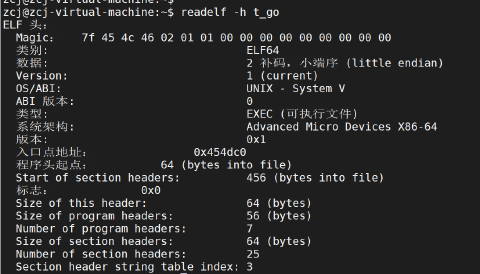 zcj@zcj-virtual-machine:~$
zcj@zcj-virtual-machine:~$ readelf -h t_go
ELF 头：
Magic： 7f 45 4c 46 02 01 01 00 00 00 00 00 00 00 00 00
类别: ELF64
数据: 2 补码，小端序 (little endian)
Version: 1 (current)
OS/ABI: UNIX - System V
ABI 版本: 0
类型: EXEC (可执行文件)
系统架构: Advanced Micro Devices X86-64
版本: 0x1
入口点地址： 0x454dc0
程序头起点： 64 (bytes into file)
Start of section headers: 456 (bytes into file)
标志： 0x0
Size of this header: 64 (bytes)
Size of program headers: 56 (bytes)
Number of program headers: 7
Size of section headers: 64 (bytes)
Number of section headers: 25
Section header string table index: 3